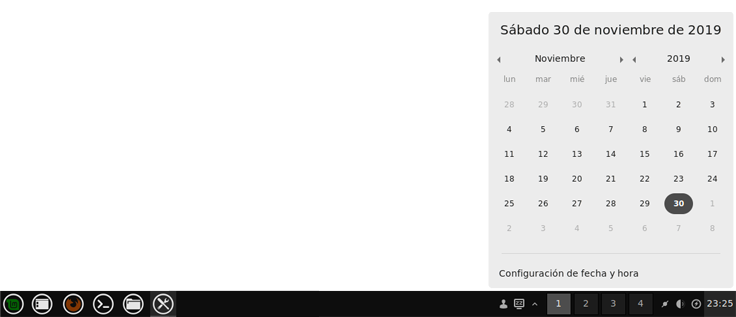 Sábado 30 de noviembre de 2019
Noviembre 2019
lun mar mié jue vie sáb dom
28 29 30 31 1 2 3
4 5 6 7 8 9 10
11 12 13 14 15 16 17
18 19 20 21 22 23 24
25 26 27 28 29 30 1
2 3 4 5 6 7 8
Configuración de fecha y hora
1 2 3 4 23:25